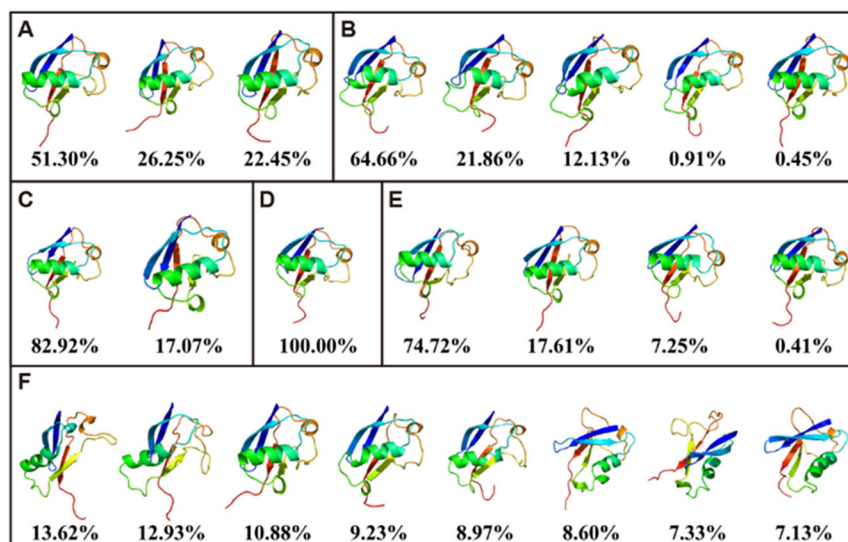 A
51.30% 26.25% 22.45%
B
64.66% 21.86% 12.13% 0.91% 0.45%
C
82.92% 17.07%
D
100.00%
E
74.72% 17.61% 7.25% 0.41%
F
13.62% 12.93% 10.88% 9.23% 8.97% 8.60% 7.33% 7.13%